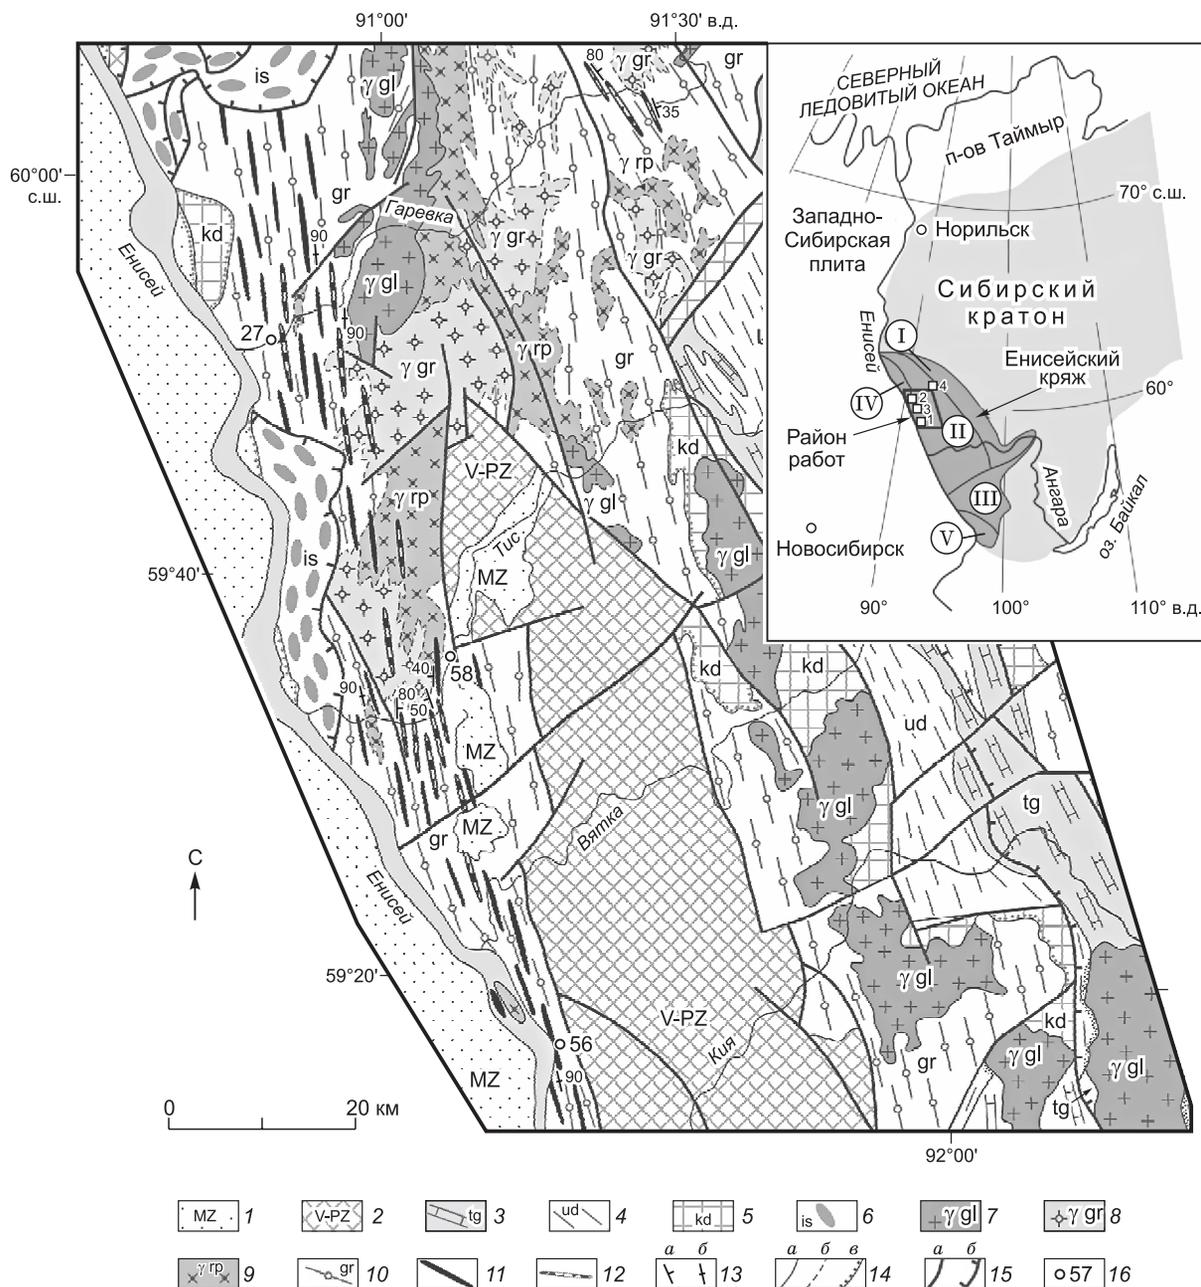 91°00'
91°30' в.д.
60°00'
с.ш.
is
γ gl
80
γ gr
gr
35
γ rp
gr
Гаревка
kd
90
γ gr
γ gr
Енисей
γ gl
27
90
γ gr
γ rp
gr
kd
V-PZ
γ rp
γ gl
Тис
is
MZ
γ gl
59°40'
kd
kd
40
58
90
80
50
ud
MZ
tg
γ gl
MZ
gr
Вятка
С
Енисей
59°20'
γ gl
V-PZ
kd
56
Кия
γ gl
γ gl
gr
90
MZ
tg
0
20 км
92°00'
СЕВЕРНЫЙ
ЛЕДОВИТЫЙ ОКЕАН
п-ов Таймыр
70° с.ш.
Западно-
Сибирская
плита
Норильск
Сибирский
кратон
Енисей
I
Енисейский
кряж
4
60°
IV
2
3
1
II
Район
работ
III
Ангара
оз. Байкал
V
Новосибирск
90°
100°
110° в.д.
MZ 1
V-PZ 2
tg 3
ud 4
kd 5
is 6
γ gl 7
γ gr 8
γ rp 9
gr 10
11
12
а б 13
а б в 14
а б 15
57 16